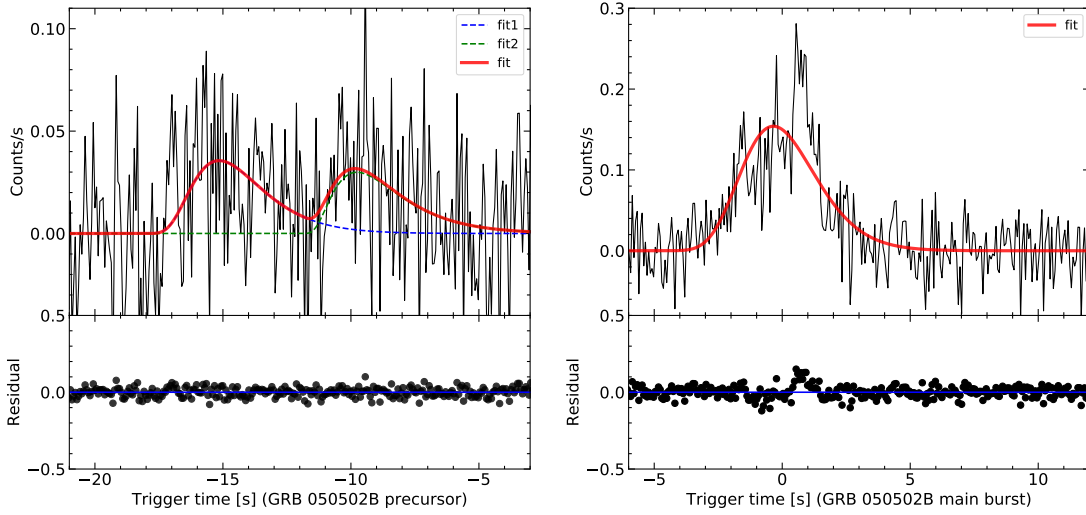 0.10
0.05
0.00
0.5
0.0
−0.5
Counts/s
Residual
fit1
fit2
fit
−20
−15
−10
−5
Trigger time [s] (GRB 050502B precursor)
0.3
0.2
0.1
0.0
0.5
0.0
−0.5
Counts/s
Residual
fit
−5
0
5
10
Trigger time [s] (GRB 050502B main burst)